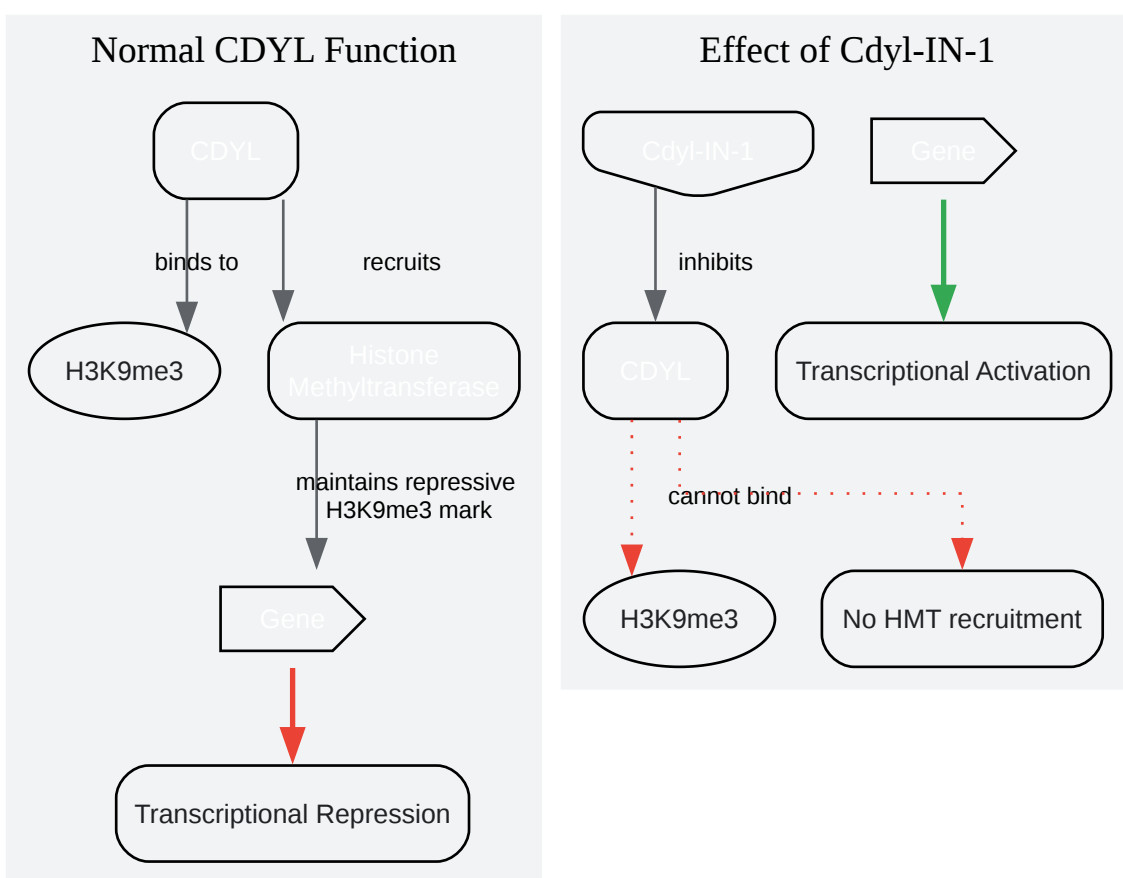 Normal CDYL Function
CDYL
binds to
recruits
H3K9me3
Histone
Methyltransferase
maintains repressive
H3K9me3 mark
Gene
Transcriptional Repression
Effect of Cdyl-IN-1
Cdyl-IN-1
Gene
inhibits
CDYL
Transcriptional Activation
cannot bind
H3K9me3
No HMT recruitment